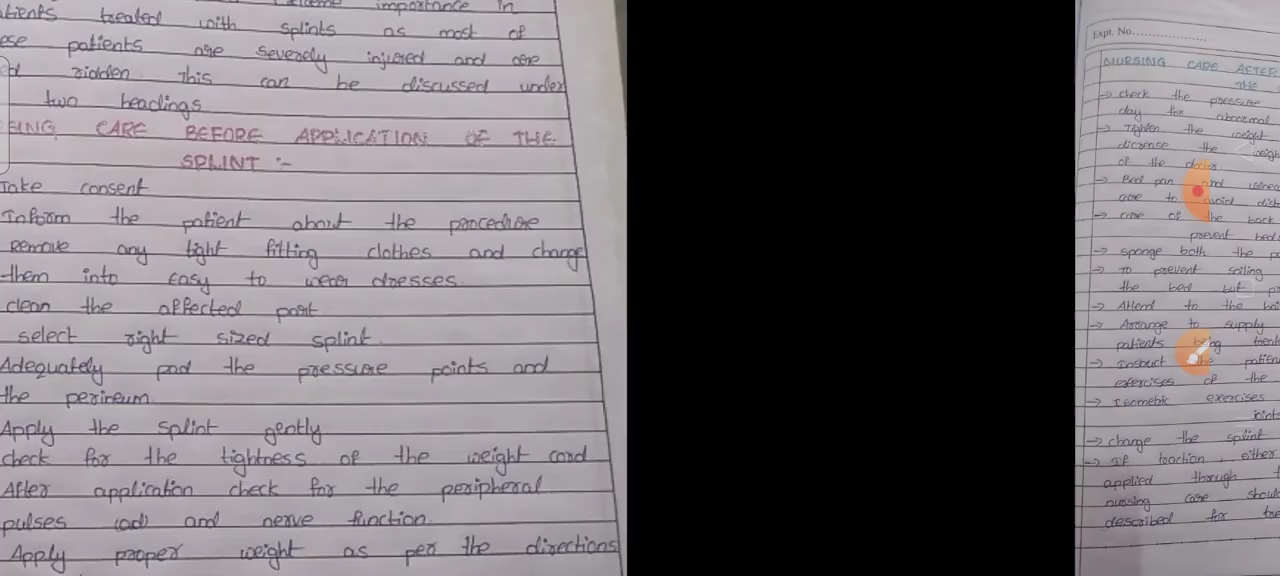 importance in
treated with splints as most of
patients are severely injured and are
ridden This can be discussed under
two headings
CARE BEFORE APPLICATION OF THE
SPLINT :-
Take consent
Inform the patient about the procedure
Remove any tight fitting clothes and change
them into easy to wear dresses.
clean the affected part
select right sized splint
Adequately pad the pressure points and
the perineum.
Apply the splint gently
check for the tightness of the weight cord
After application check for the peripheral
pulses (ad) and nerve function.
Apply proper weight as per the directions
Expt. No.
NURSING CARE AFTER
THE
→ check the pressure
day for abnormal
→ Tighten the weight
dicrease the weigh
of the
→ Bed pan and
care to avoid
→ care of the back
prevent bed
→ sponge both the
→ To prevent soiling
the bed but
→ Attend to the
→ Arrange to supply
patients being
→ Instruct the
exercises of the
→ Isometric exercises
→ change the splint
→ If traction, either
applied through
nursing care
described for